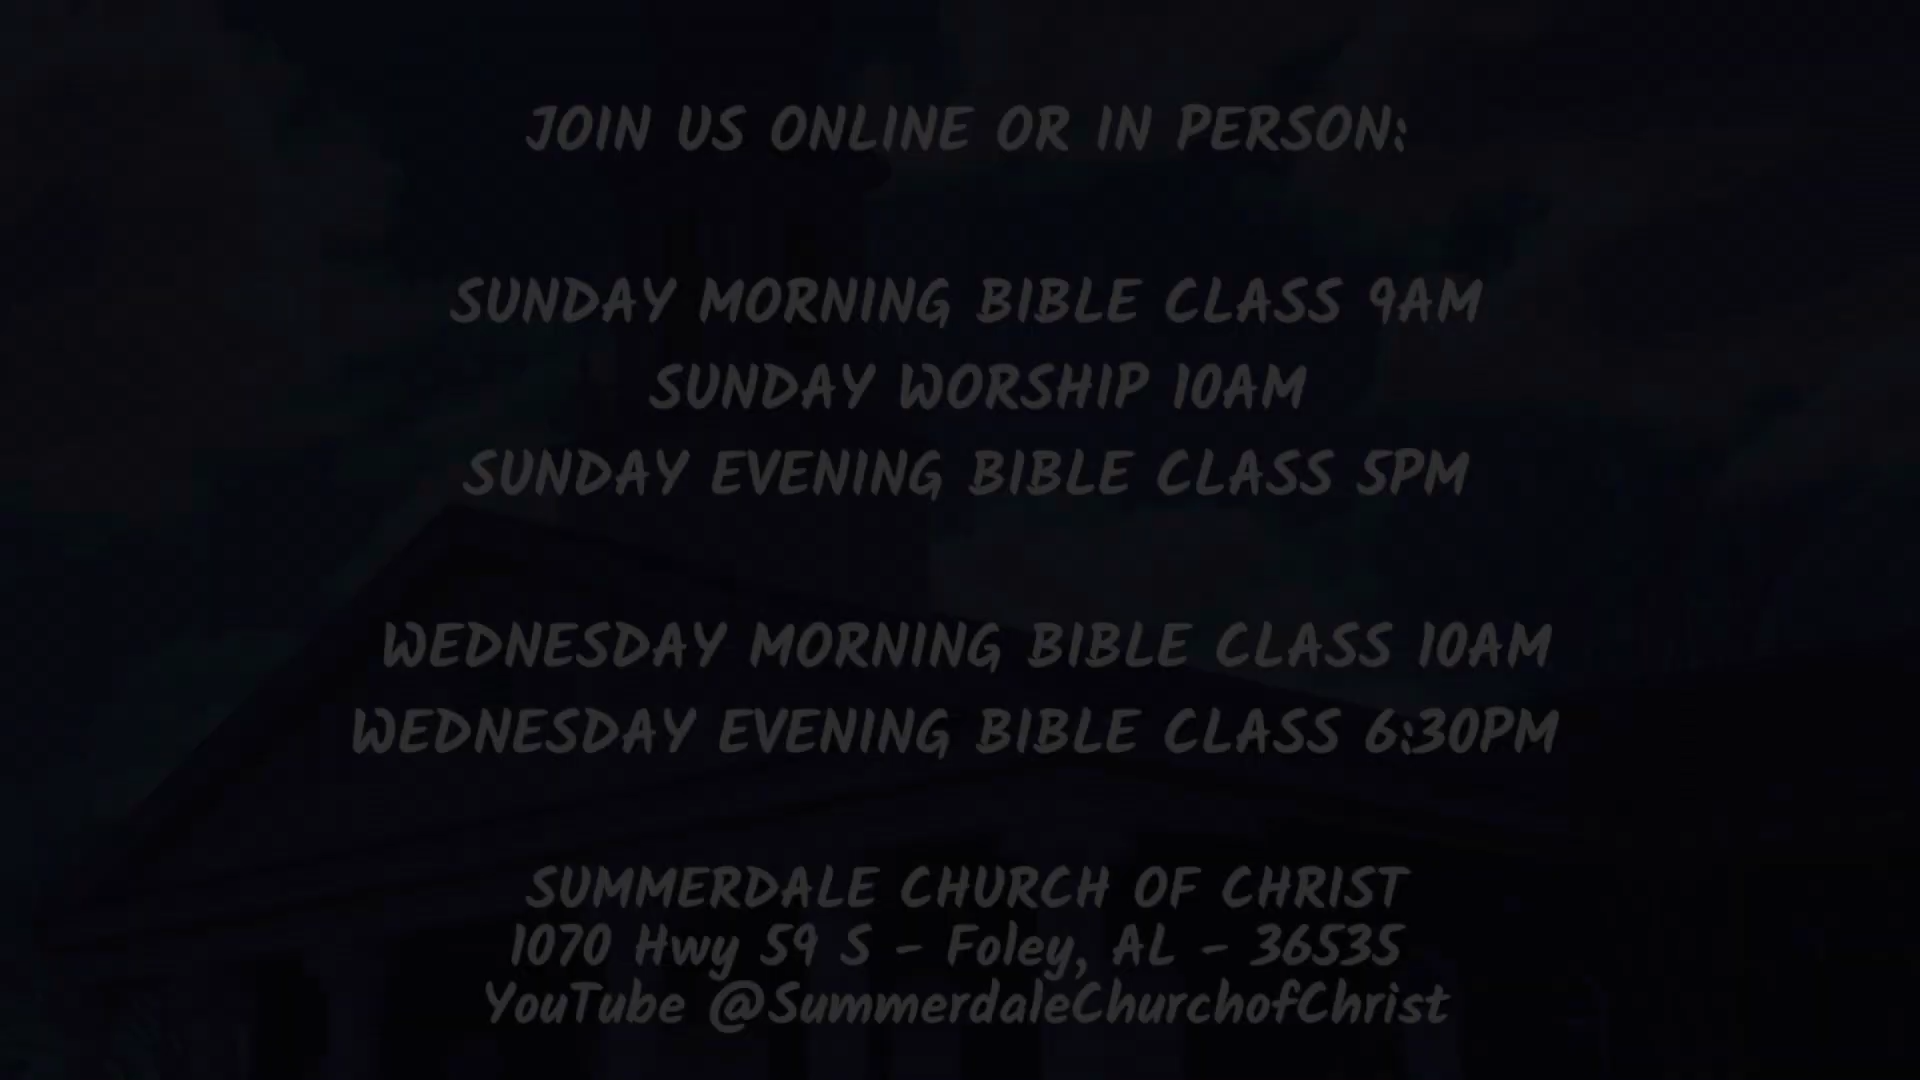 JOIN US ONLINE OR IN PERSON:
SUNDAY MORNING BIBLE CLASS 9AM
SUNDAY WORSHIP 10AM
SUNDAY EVENING BIBLE CLASS 5PM
WEDNESDAY MORNING BIBLE CLASS 10AM
WEDNESDAY EVENING BIBLE CLASS 6:30PM
SUMMERDALE CHURCH OF CHRIST
1070 Hwy 59 S - Foley, AL - 36535
YouTube @SummerdaleChurchofChrist